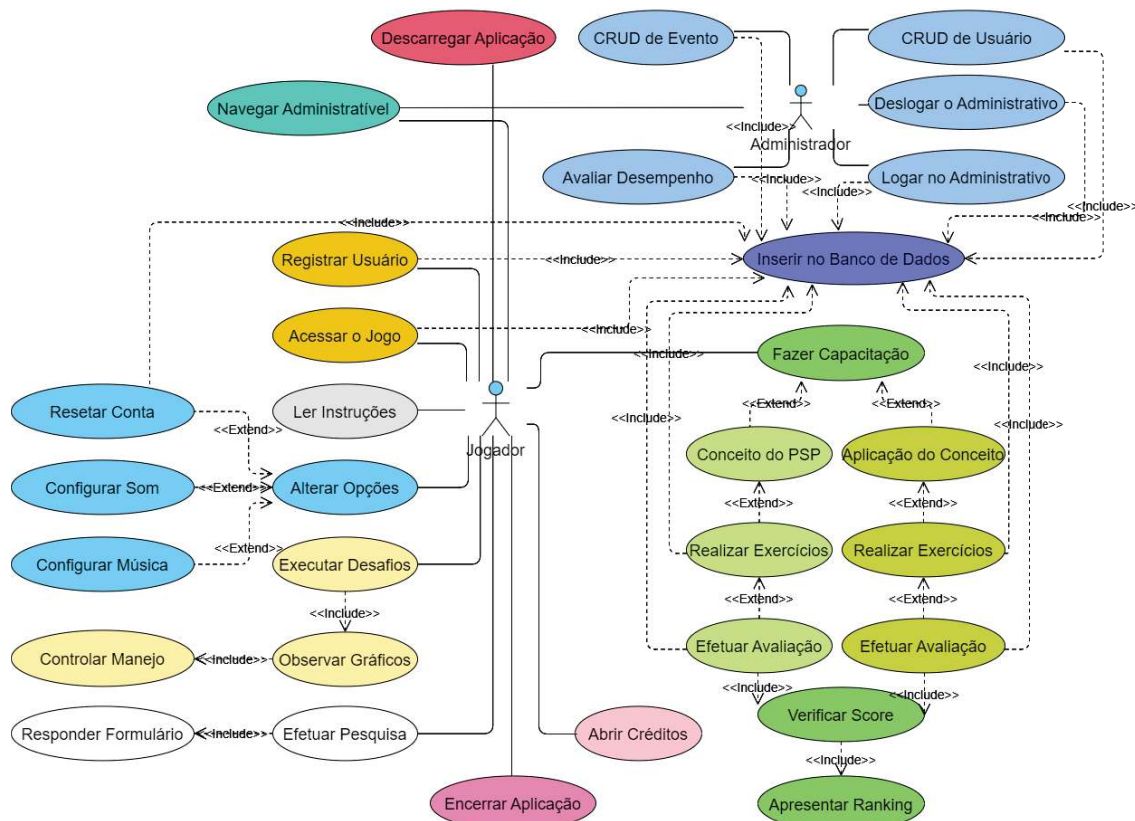 Descarregar Aplicação
CRUD de Evento
CRUD de Usuário
Navegar Administratível
Deslogar o Administrativo
<<Include>>
Administrador
Avaliar Desempenho
<<Include>>
<<Include>>
Logar no Administrativo
<<Include>>
<<Include>>
Registrar Usuário
<<Include>>
Inserir no Banco de Dados
Acessar o Jogo
<<Include>>
<<Include>>
Fazer Capacitação
<<Include>>
Resetar Conta
Ler Instruções
<<Extend>>
<<Extend>>
<<Extend>>
<<Include>>
<<Include>>
Jogador
Conceito do PSP
Aplicação do Conceito
Configurar Som
<<Extend>>
Alterar Opções
<<Extend>>
<<Extend>>
<<Extend>>
Configurar Música
Executar Desafios
Realizar Exercícios
Realizar Exercícios
<<Extend>>
<<Extend>>
<<Include>>
Controlar Manejo
<<Include>>
Observar Gráficos
Efetuar Avaliação
Efetuar Avaliação
<<Include>>
<<Include>>
Verificar Score
Responder Formulário
<<Include>>
Efetuar Pesquisa
Abrir Créditos
<<Include>>
Encerrar Aplicação
Apresentar Ranking